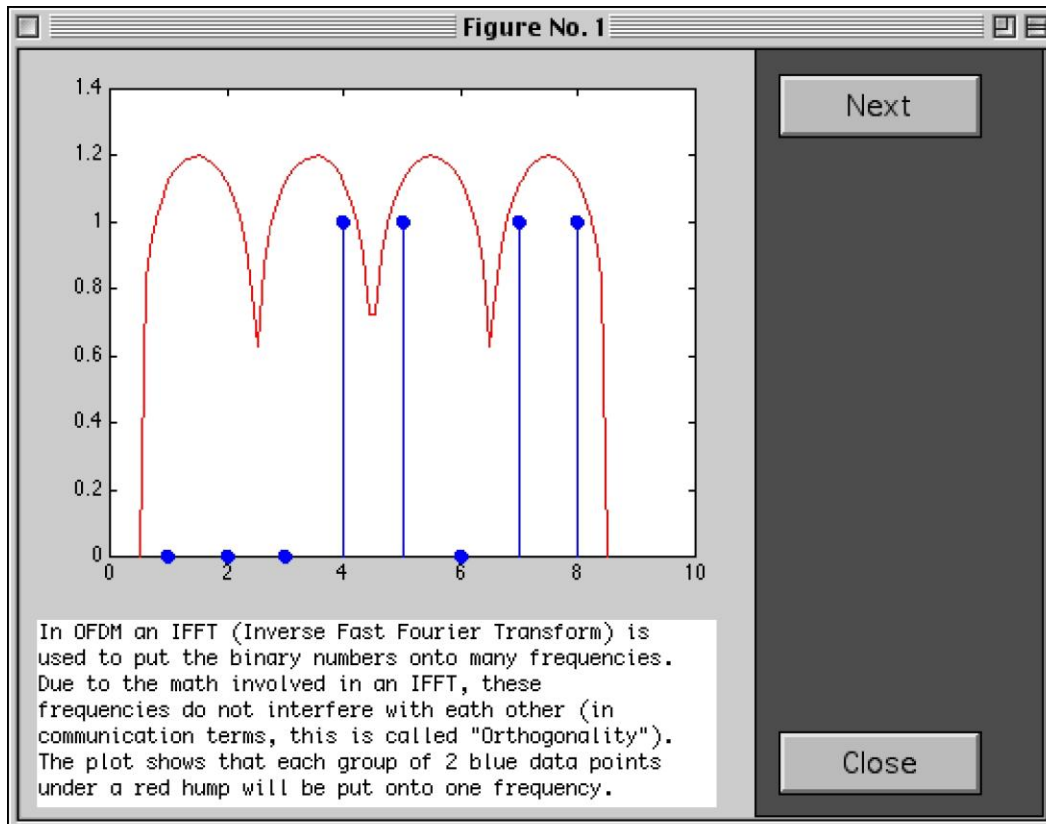 Figure No. 1
Next
1.4
1.2
1
0.8
0.6
0.4
0.2
0
0 2 4 6 8 10
In OFDM an IFFT (Inverse Fast Fourier Transform) is
used to put the binary numbers onto many frequencies.
Due to the math involved in an IFFT, these
frequencies do not interfere with eath other (in
communication terms, this is called "Orthogonality").
The plot shows that each group of 2 blue data points
under a red hump will be put onto one frequency.
Close